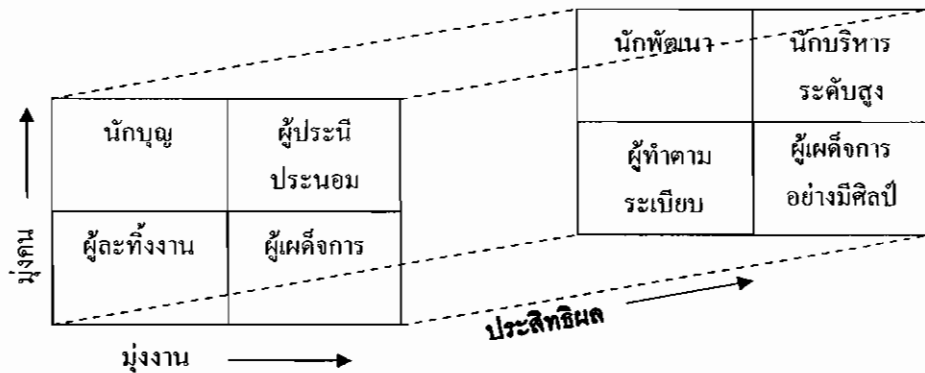 นักพัฒนา
นักบริหาร
ระดับสูง
ผู้ทำตาม
ระเบียบ
ผู้เผด็จการ
อย่างมีศิลป์
นักบุญ
ผู้ประนี
ประนอม
ผู้ละทิ้งงาน
ผู้เผด็จการ
มุ่งคน
มุ่งงาน
ประสิทธิผล